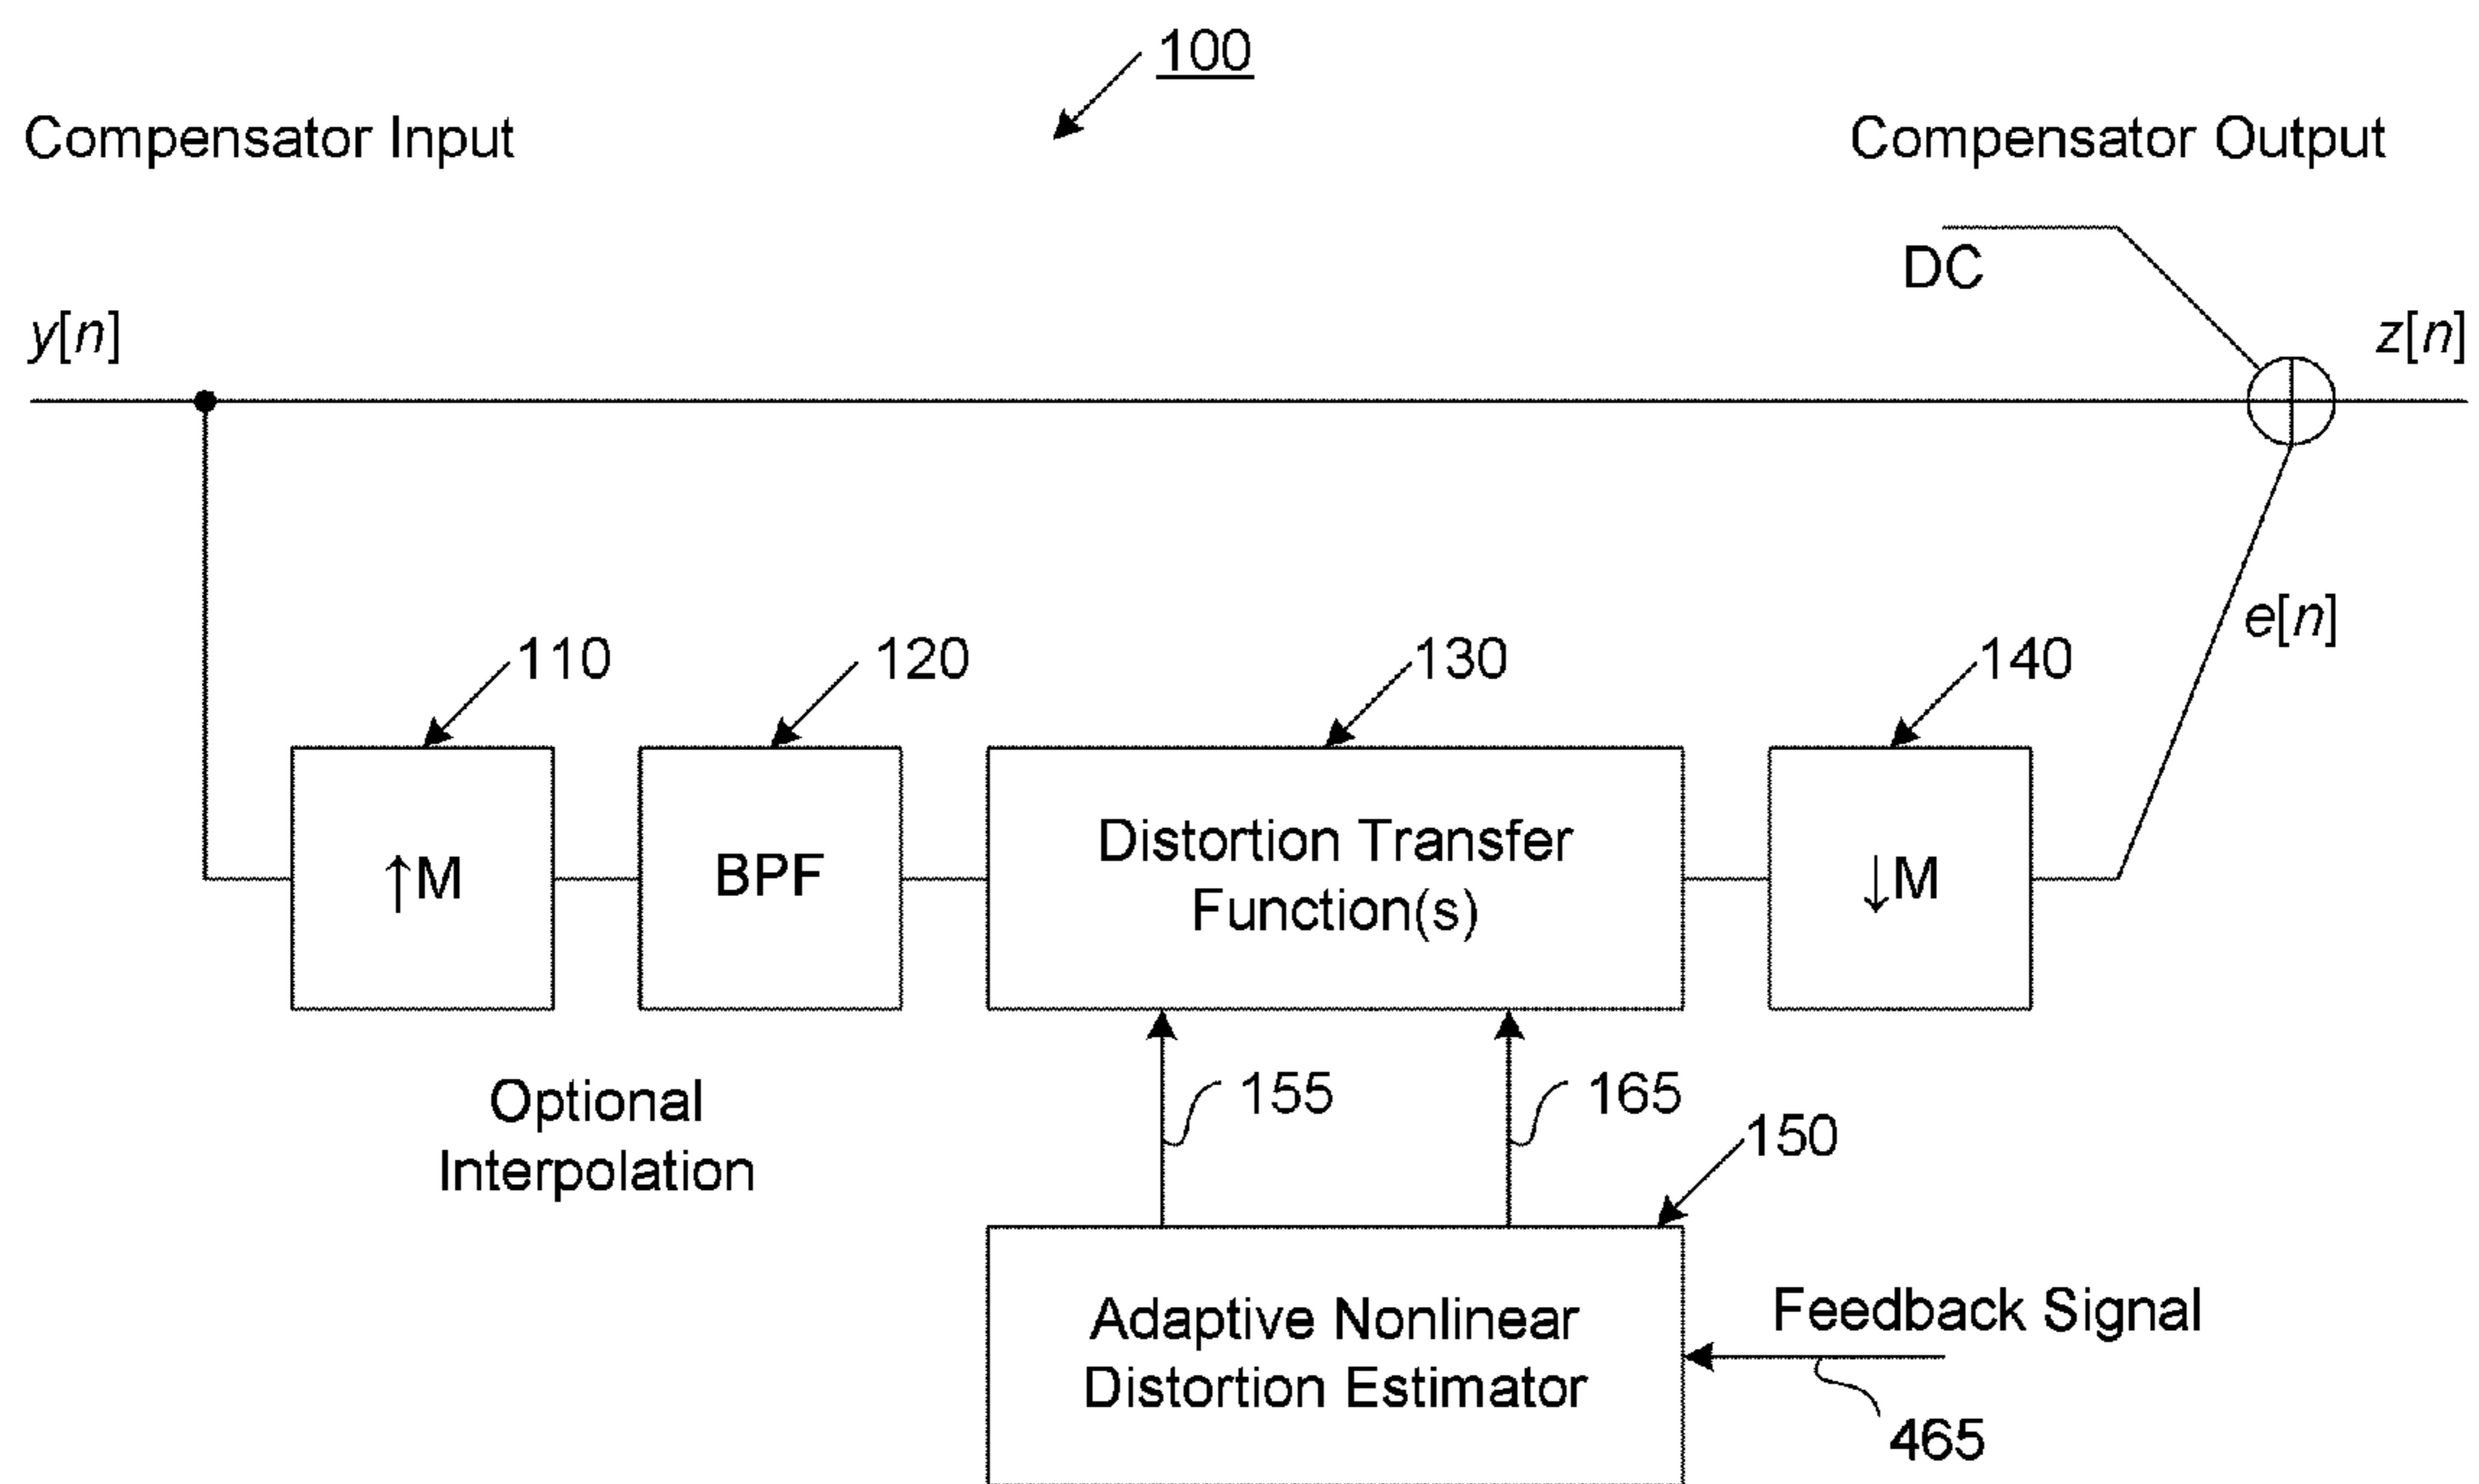 100
Compensator Input
Compensator Output
DC
y[n]
z[n]
e[n]
110
120
130
140
↑M
BPF
Distortion Transfer
Function(s)
↓M
Optional
Interpolation
155
165
150
Adaptive Nonlinear
Distortion Estimator
Feedback Signal
465